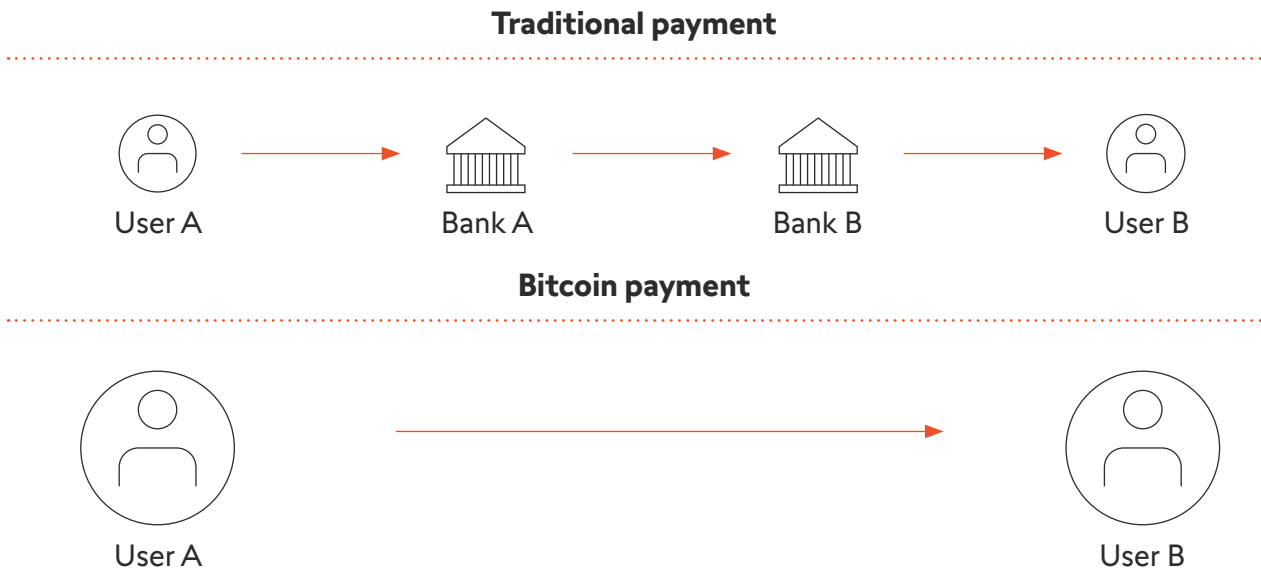 Traditional payment
User A
Bank A
Bank B
User B
Bitcoin payment
User A
User B